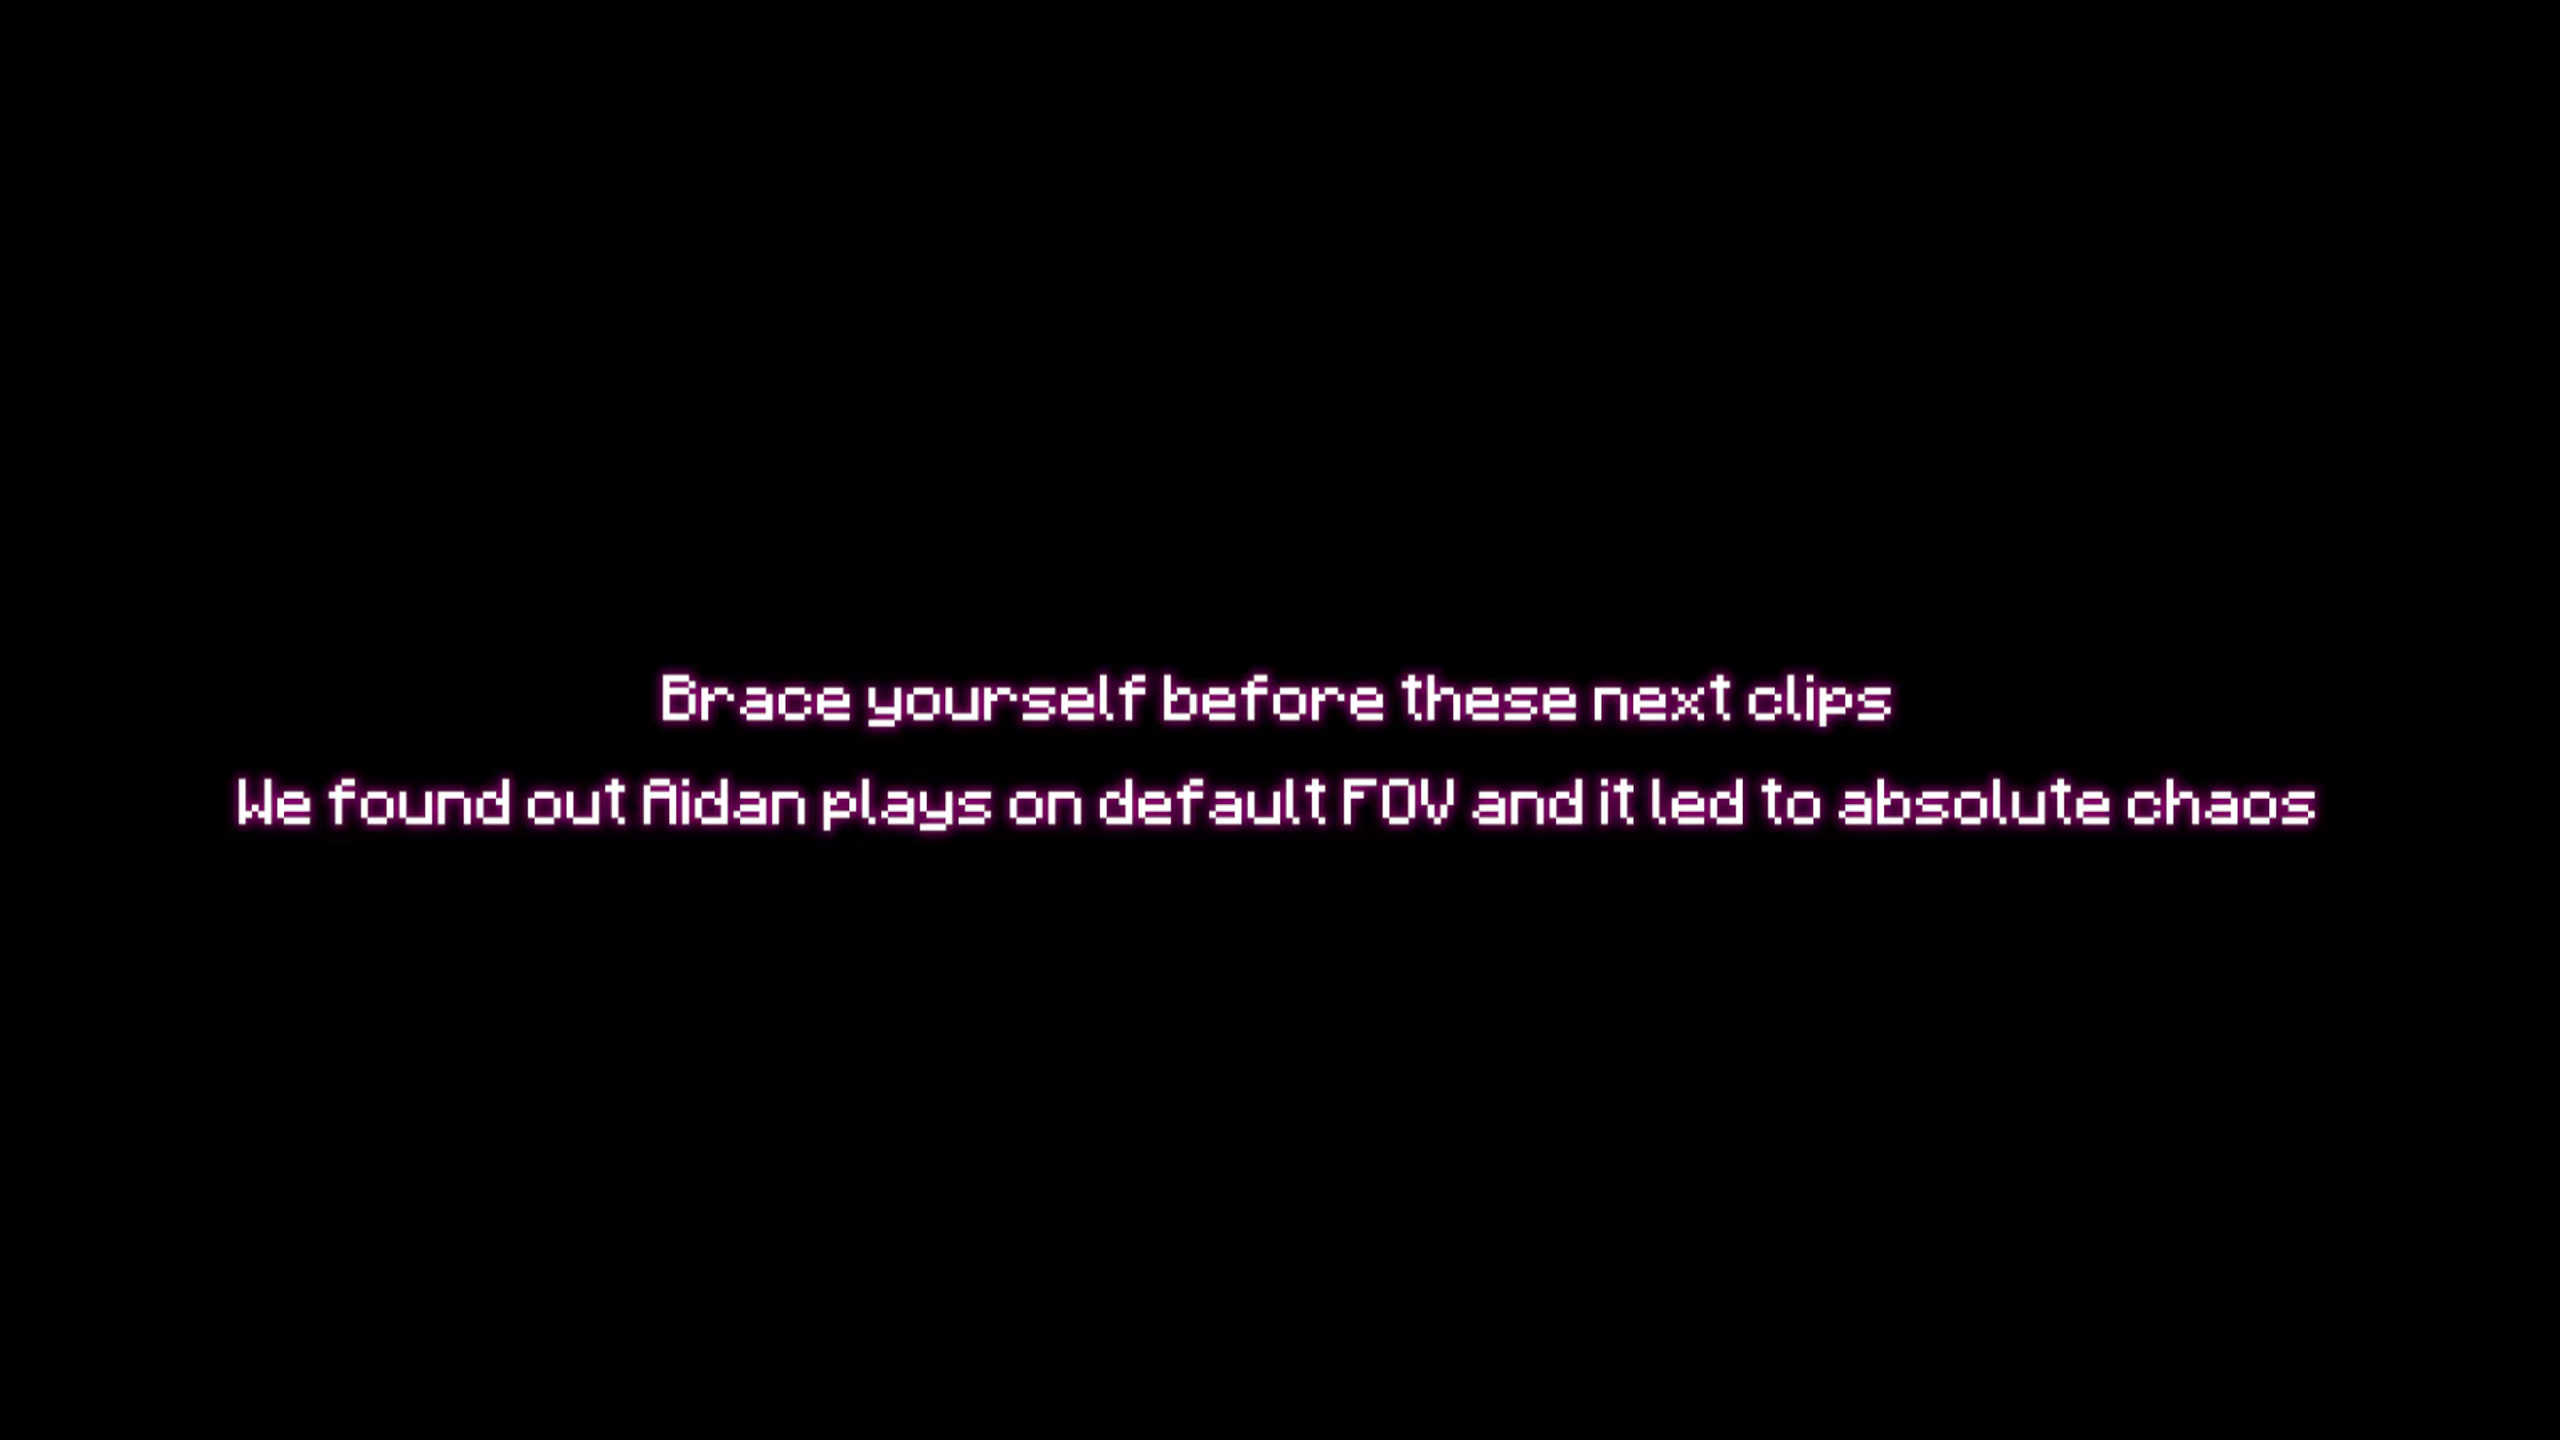 Brace yourself before these next clips
We found out Aidan plays on default FOV and it led to absolute chaos